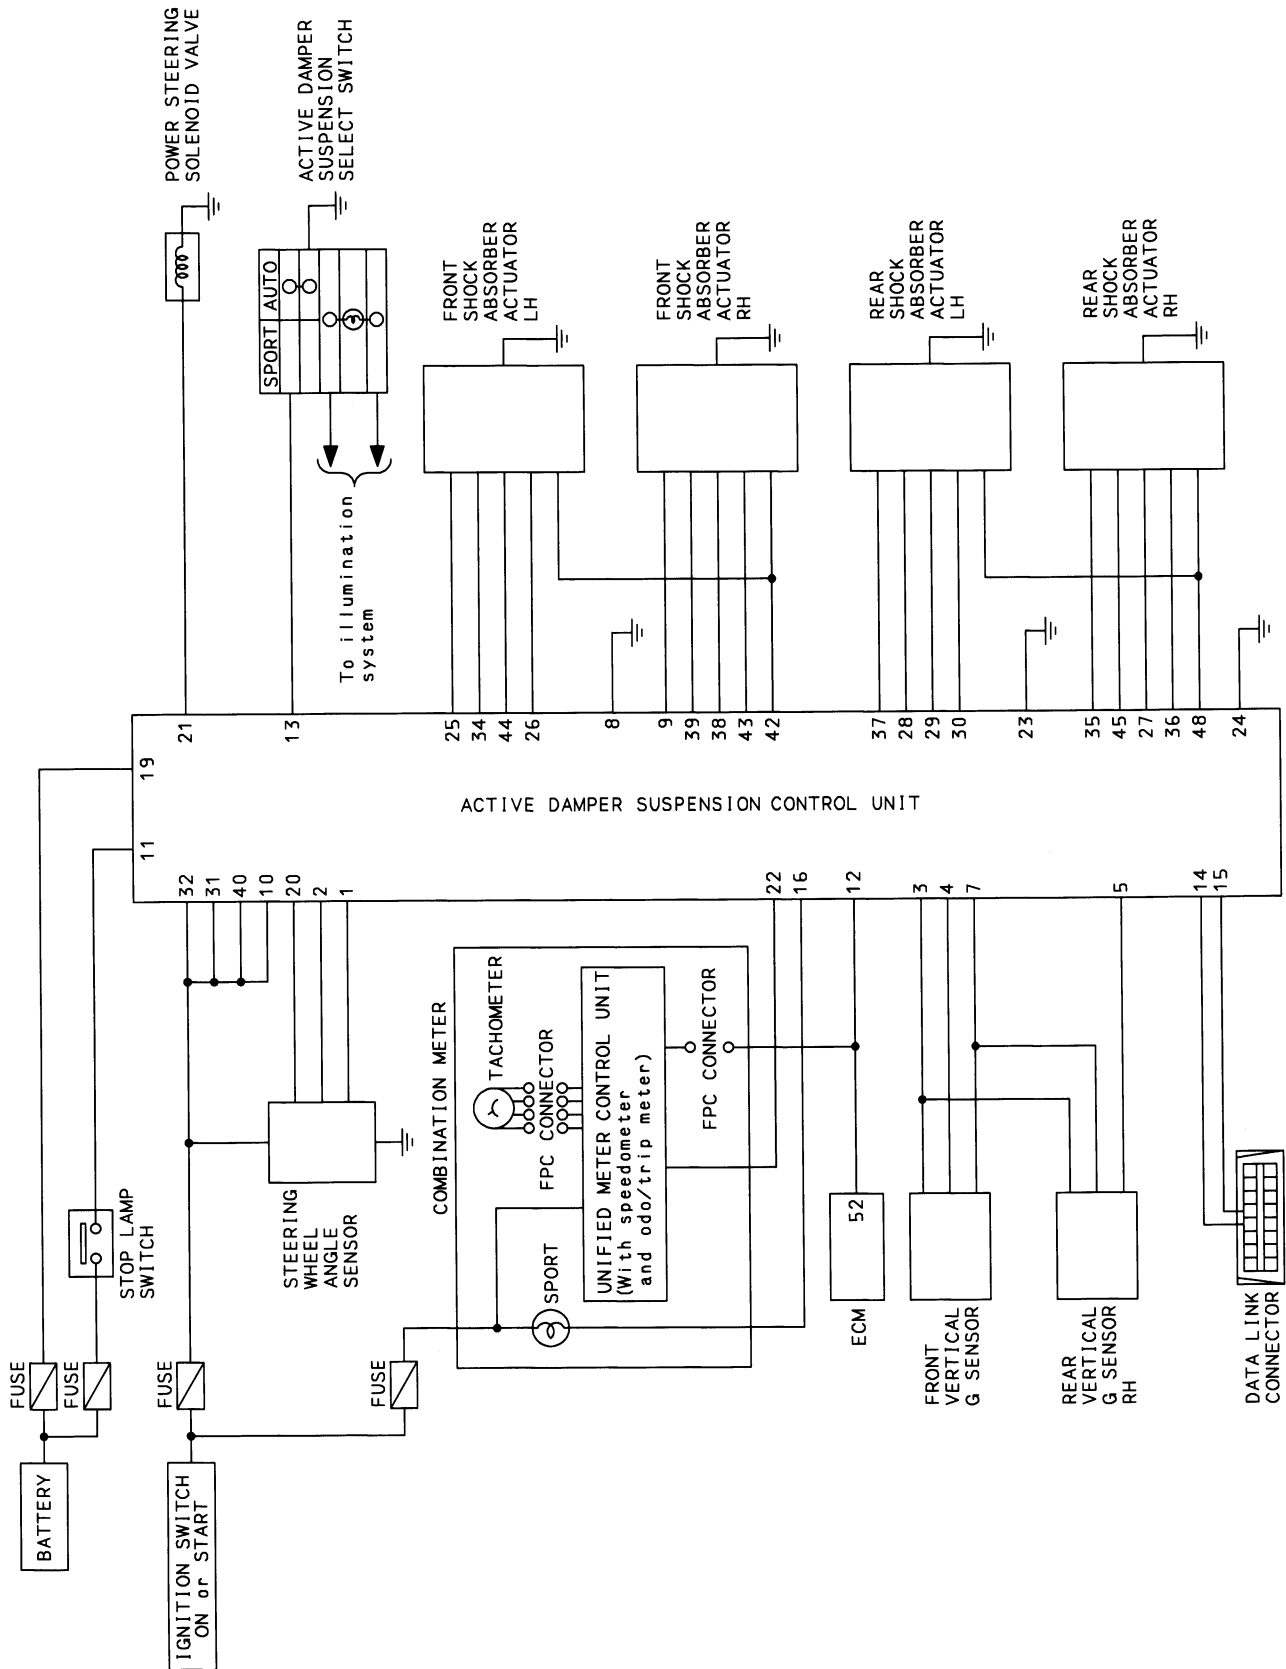 BATTERY
FUSE
FUSE
IGNITION SWITCH
ON or START
FUSE
FUSE
STOP LAMP
SWITCH
STEERING
WHEEL
ANGLE
SENSOR
COMBINATION METER
TACHOMETER
FPC CONNECTOR
SPORT
UNIFIED METER CONTROL UNIT
(With speedometer
and odo/trip meter)
FPC CONNECTOR
52
ECM
FRONT
VERTICAL
G SENSOR
REAR
VERTICAL
G SENSOR
RH
DATA LINK
CONNECTOR
19
11
32
31
40
10
20
2
1
22
16
12
3
4
7
5
14
15
ACTIVE DAMPER SUSPENSION CONTROL UNIT
21
13
25
34
44
26
8
9
39
38
43
42
37
28
29
30
23
35
45
27
36
48
24
POWER STEERING
SOLENOID VALVE
SPORT
AUTO
ACTIVE DAMPER
SUSPENSION
SELECT SWITCH
To illumination
system
FRONT
SHOCK
ABSORBER
ACTUATOR
LH
FRONT
SHOCK
ABSORBER
ACTUATOR
RH
REAR
SHOCK
ABSORBER
ACTUATOR
LH
REAR
SHOCK
ABSORBER
ACTUATOR
RH